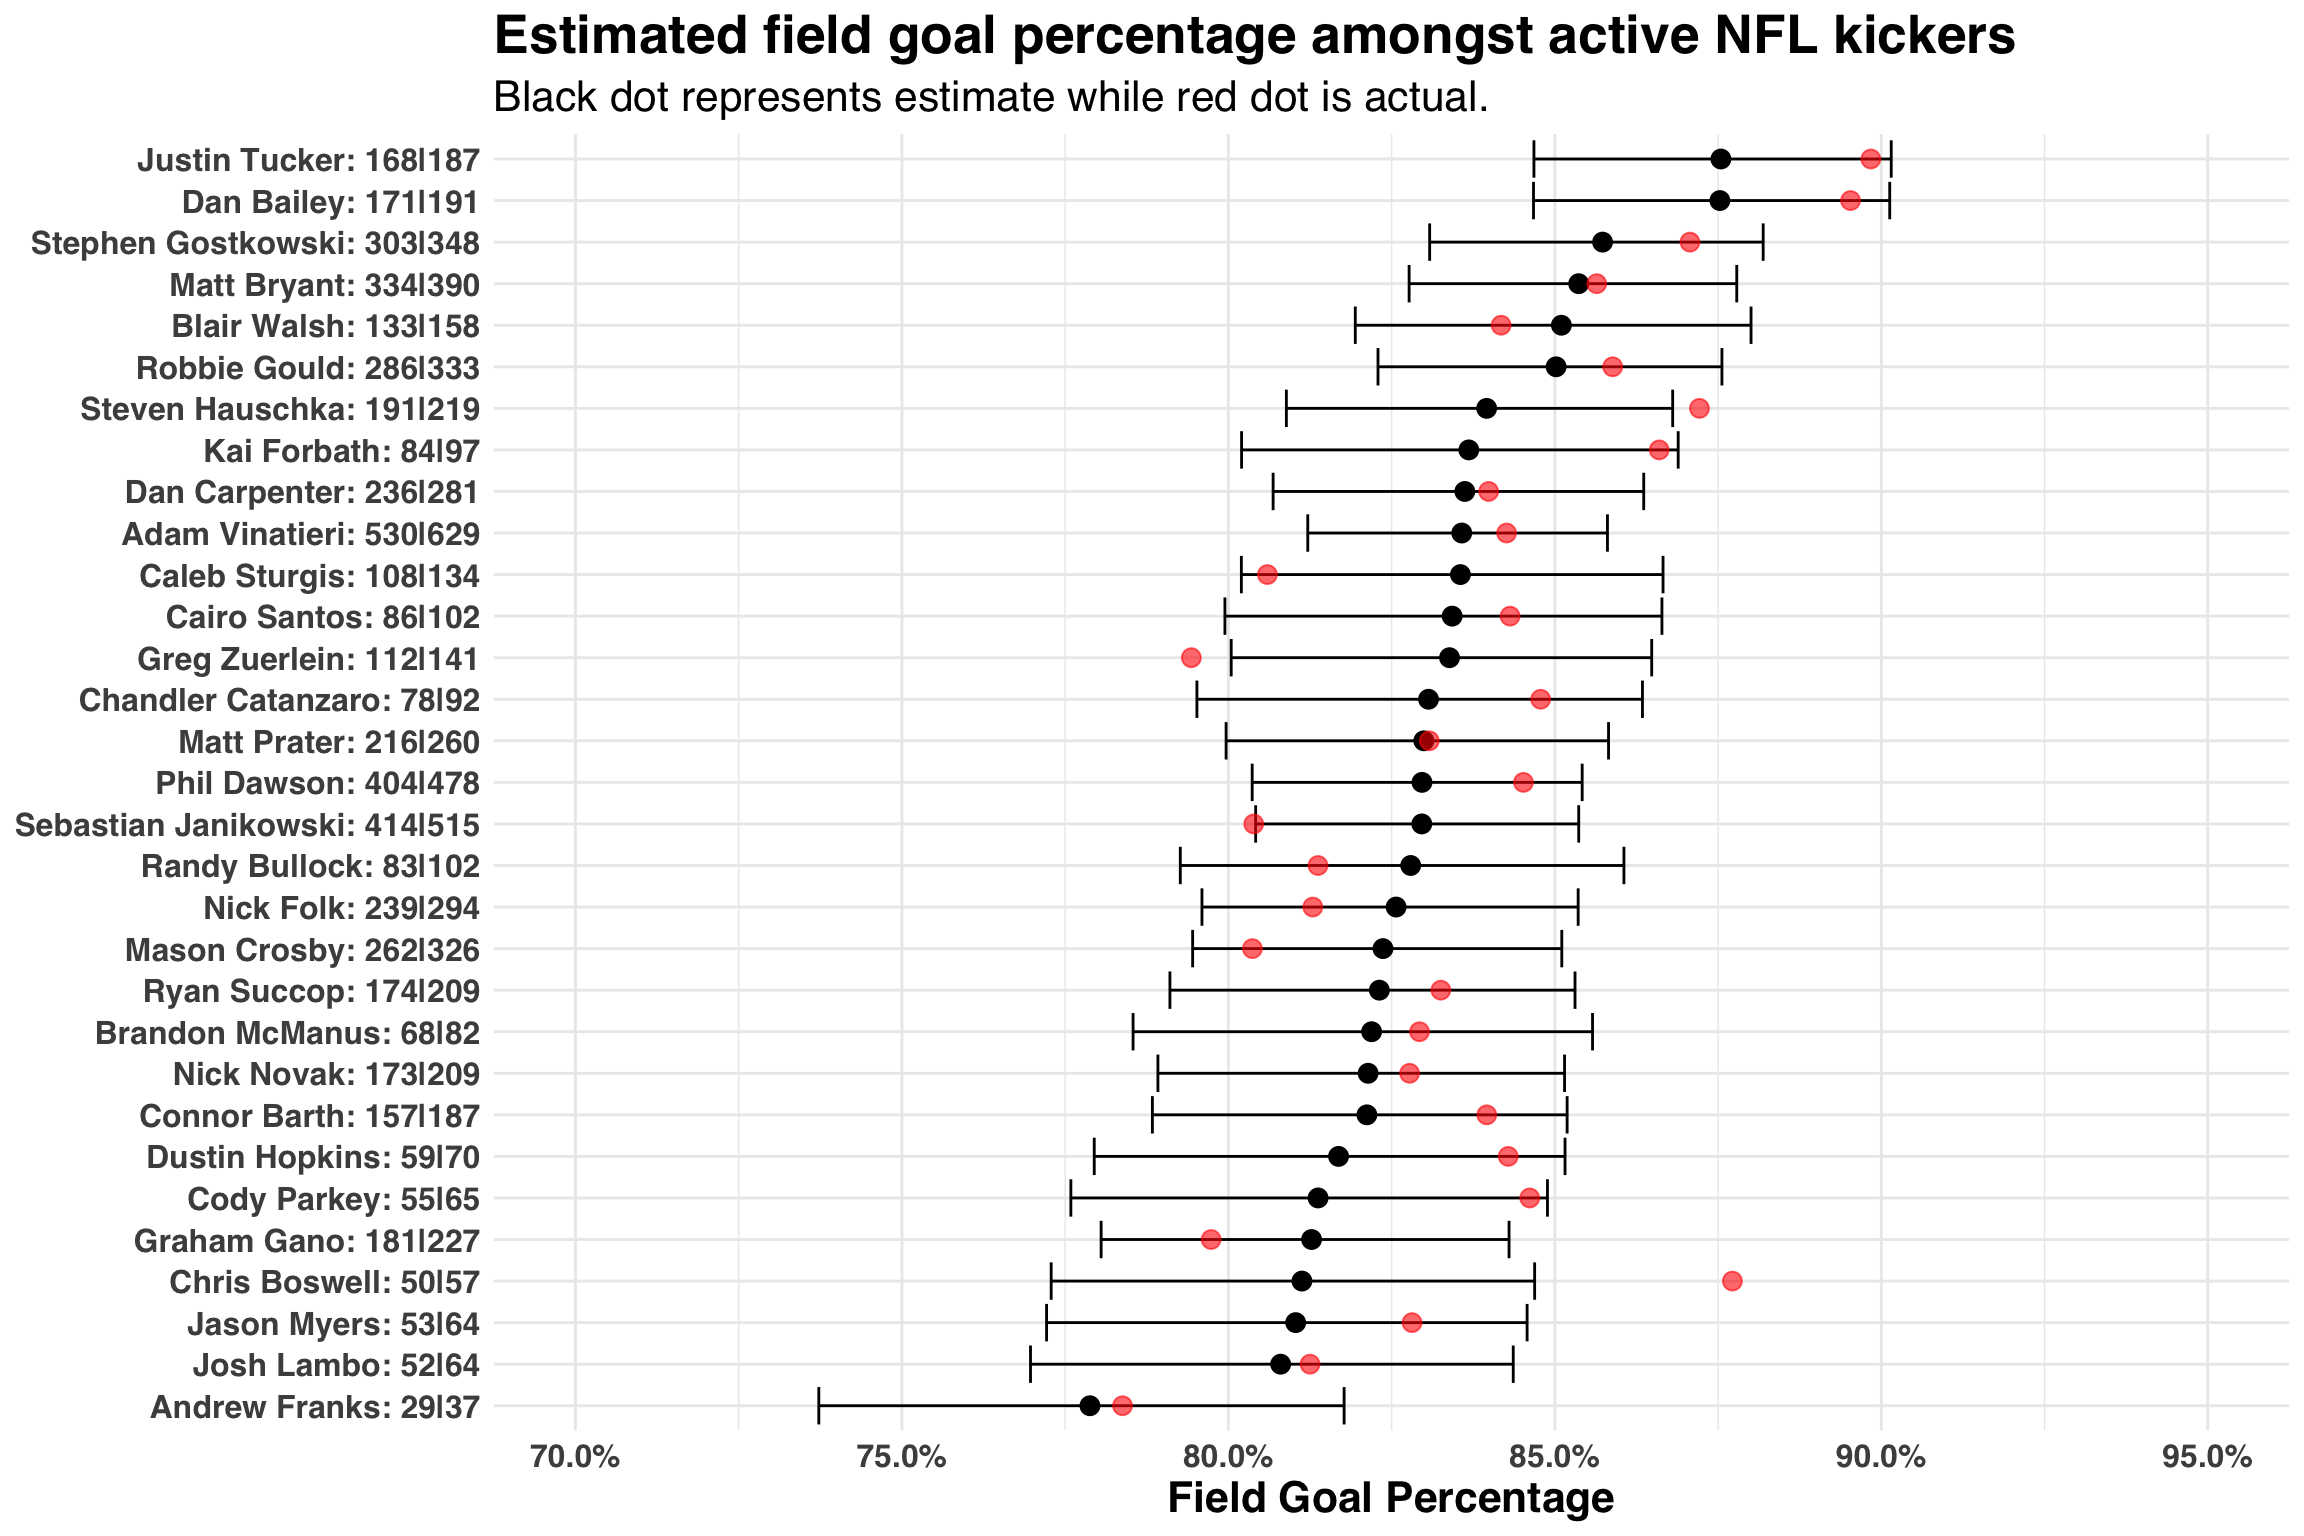 Estimated field goal percentage amongst active NFL kickers
Black dot represents estimate while red dot is actual.
Justin Tucker: 168|187
Dan Bailey: 171|191
Stephen Gostkowski: 303|348
Matt Bryant: 334|390
Blair Walsh: 133|158
Robbie Gould: 286|333
Steven Hauschka: 191|219
Kai Forbath: 84|97
Dan Carpenter: 236|281
Adam Vinatieri: 530|629
Caleb Sturgis: 108|134
Cairo Santos: 86|102
Greg Zuerlein: 112|141
Chandler Catanzaro: 78|92
Matt Prater: 216|260
Phil Dawson: 404|478
Sebastian Janikowski: 414|515
Randy Bullock: 83|102
Nick Folk: 239|294
Mason Crosby: 262|326
Ryan Succop: 174|209
Brandon McManus: 68|82
Nick Novak: 173|209
Connor Barth: 157|187
Dustin Hopkins: 59|70
Cody Parkey: 55|65
Graham Gano: 181|227
Chris Boswell: 50|57
Jason Myers: 53|64
Josh Lambo: 52|64
Andrew Franks: 29|37
70.0% 75.0% 80.0% 85.0% 90.0% 95.0%
Field Goal Percentage